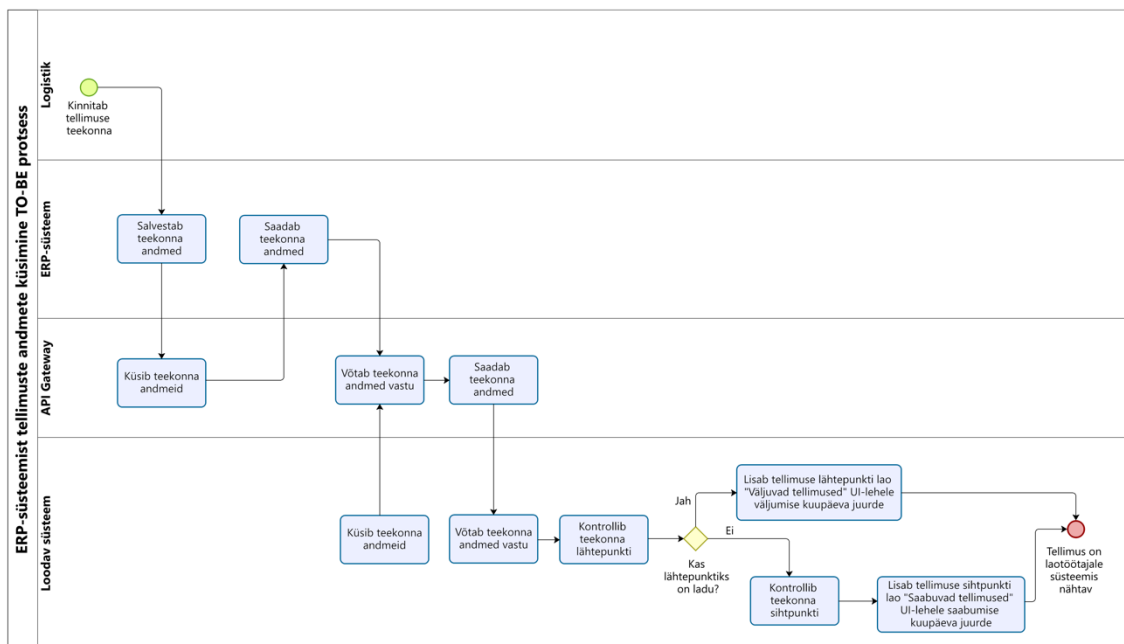 ERP-süsteemist tellimuste andmete küsimine TO-BE protsess
Logistik
Kinnitab
tellimuse
teekonna
ERP-süsteem
Salvestab
teekonna
andmed
Saadab
teekonna
andmed
API Gateway
Küsib teekonna
andmeid
Võtab teekonna
andmed vastu
Saadab
teekonna
andmed
Loodav süsteem
Küsib teekonna
andmeid
Võtab teekonna
andmed vastu
Kontrollib
teekonna
lähtepunkti
Kas
lähtepunktiks
on ladu?
Jah
Lisab tellimuse lähtepunkti lao
"Väljuvad tellimused" UI-lehele
väljumise kuupäeva juurde
Ei
Kontrollib
teekonna
sihtpunkti
Lisab tellimuse sihtpunkti
lao "Saabuvad tellimused"
UI-lehele saabumise
kuupäeva juurde
Tellimus on
laotöötajale
süsteemis
nähtav